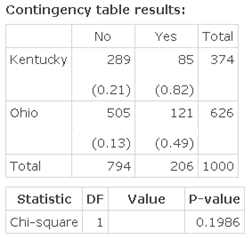 Contingency table results:
No Yes Total
Kentucky 289 85 374
(0.21) (0.82)
Ohio 505 121 626
(0.13) (0.49)
Total 794 206 1000
Statistic DF Value P-value
Chi-square 1 0.1986